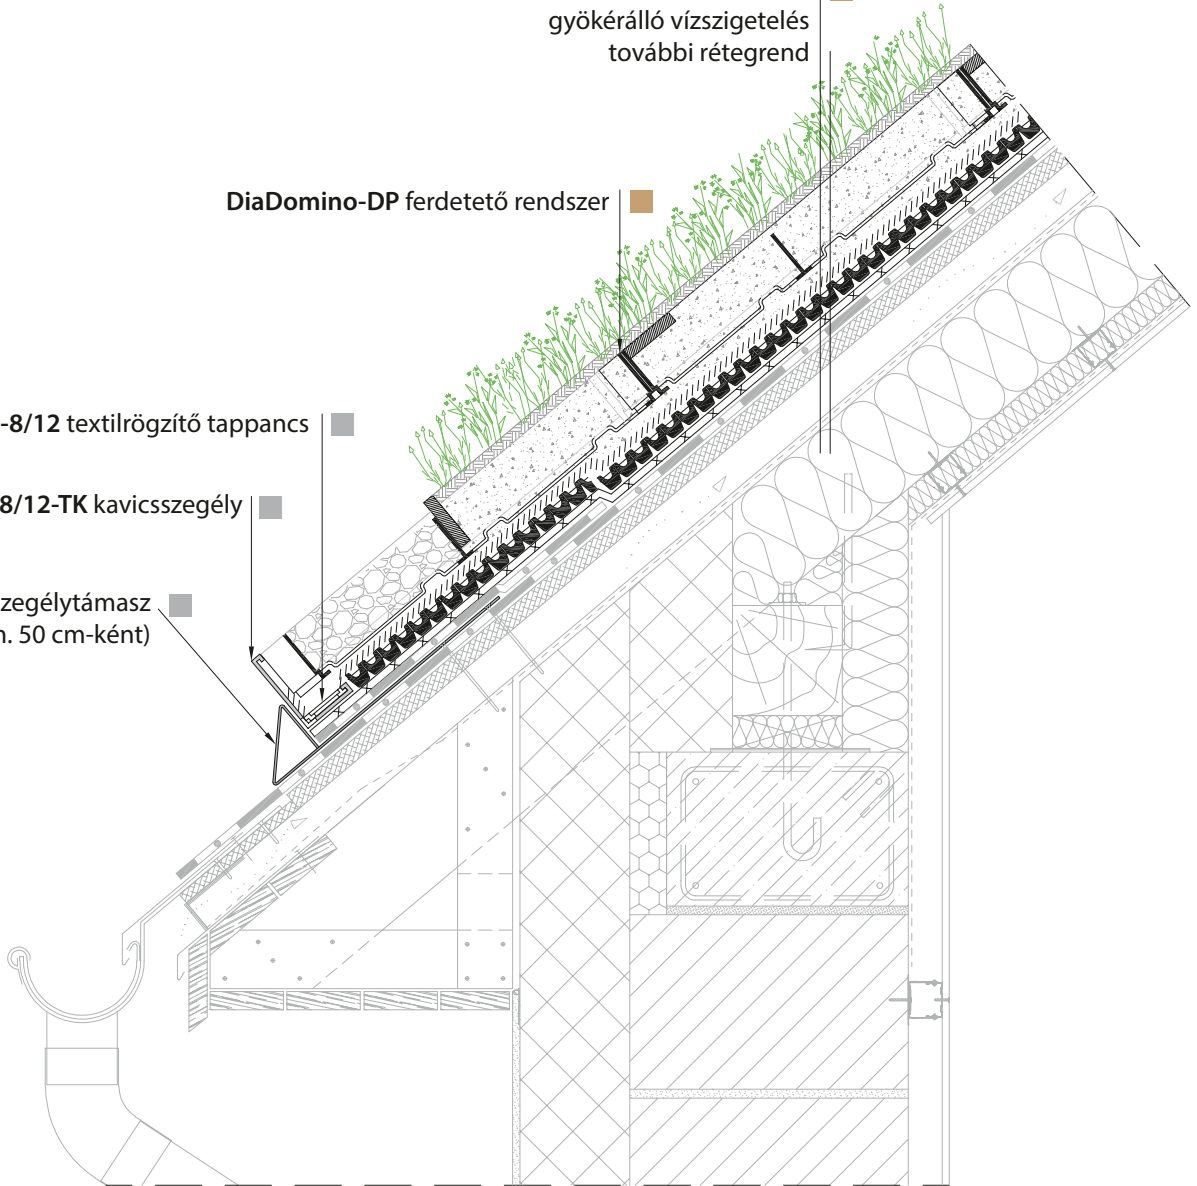 gyökérálló vízszigetelés
további rétegrend
DiaDomino-DP ferdetető rendszer
-8/12 textilrögzítő tappancs
8/12-TK kavicsszegély
zegélytámasz
n. 50 cm-ként)